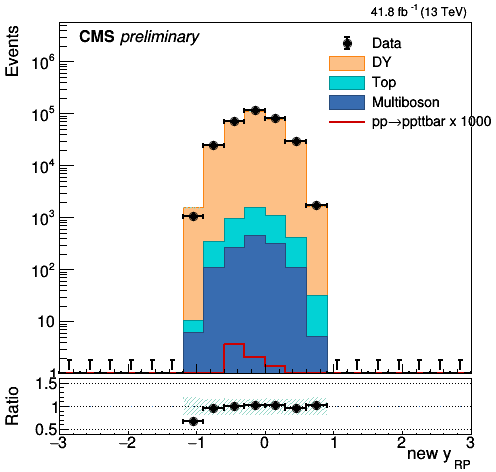 41.8 fb⁻¹ (13 TeV)
CMS preliminary
Events
Data
DY
Top
Multiboson
pp→ppttbar x 1000
10⁶
10⁵
10⁴
10³
10²
10
1
1.5
1
0.5
Ratio
−3 −2 −1 0 1 2 3
new y_RP